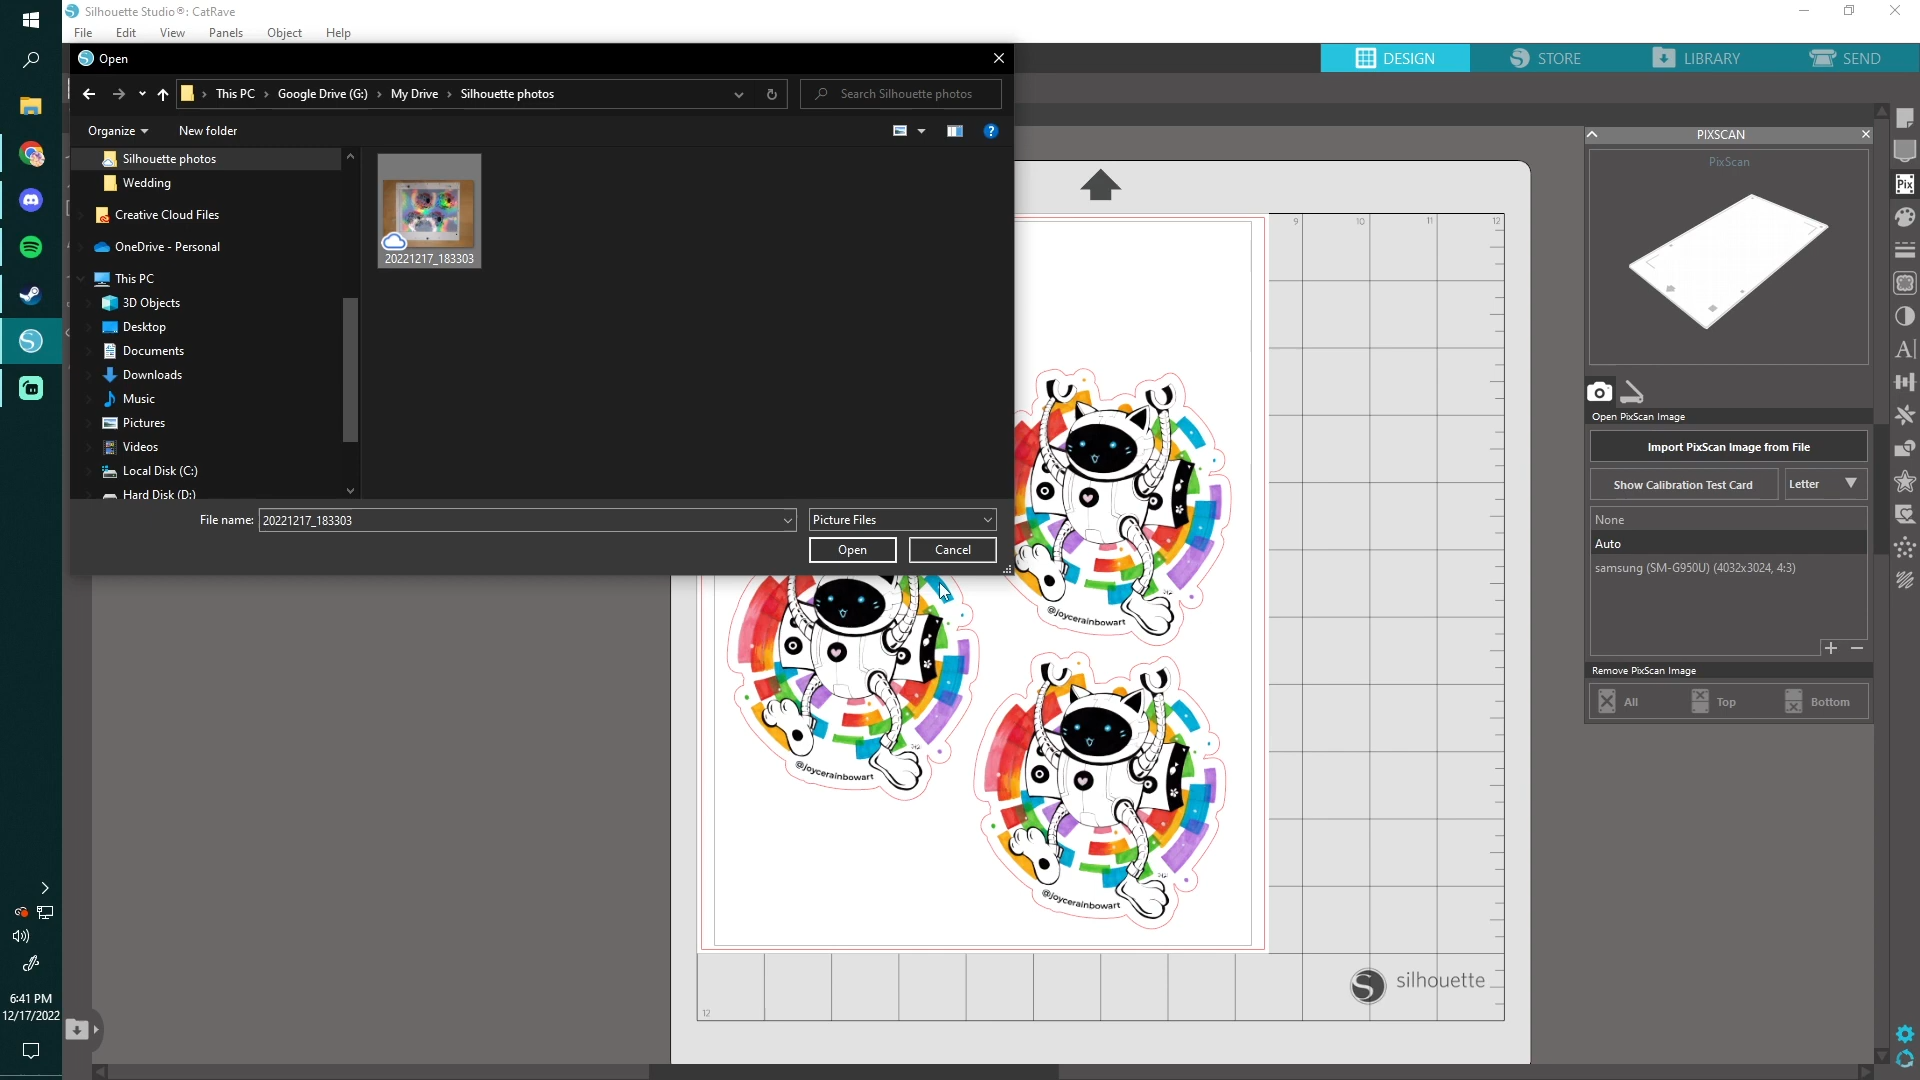 Silhouette Studio®: CatRave
File Edit View Panels Object Help
Open
DESIGN STORE LIBRARY SEND
This PC › Google Drive (G:) › My Drive › Silhouette photos
Search Silhouette photos
Organize New folder
Silhouette photos
Wedding
Creative Cloud Files
OneDrive - Personal
This PC
3D Objects
Desktop
Documents
Downloads
Music
Pictures
Videos
Local Disk (C:)
Hard Disk (D:)
20221217_183303
File name: 20221217_183303
Picture Files
Open Cancel
9 10 11 12
@joycerainbowart
@joycerainbowart
@joycerainbowart
12
silhouette
PIXSCAN
PixScan
Open PixScan Image
Import PixScan Image from File
Show Calibration Test Card Letter
None
Auto
samsung (SM-G950U) (4032x3024, 4:3)
Remove PixScan Image
All Top Bottom
Pix
A
6:41 PM
12/17/2022